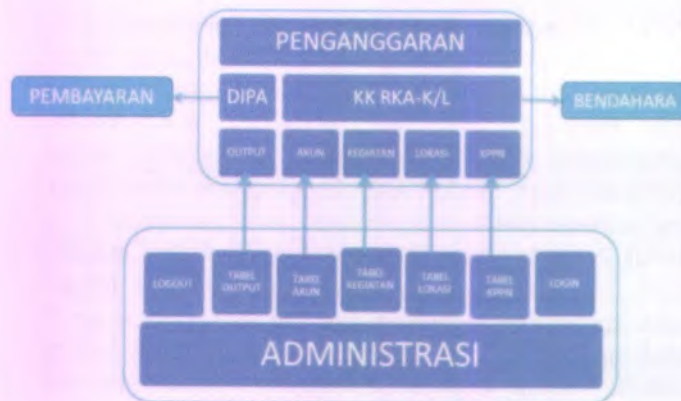 PENGANGGARAN
PEMBAYARAN
DIPA
KK RKA-K/L
BENDAHARA
OUTPUT
AKUN
KEGIATAN
LOKASI
KPPN
LOGOUT
TABEL
OUTPUT
TABEL
AKUN
TABEL
KEGIATAN
TABEL
LOKASI
TABEL
KPPN
LOGIN
ADMINISTRASI